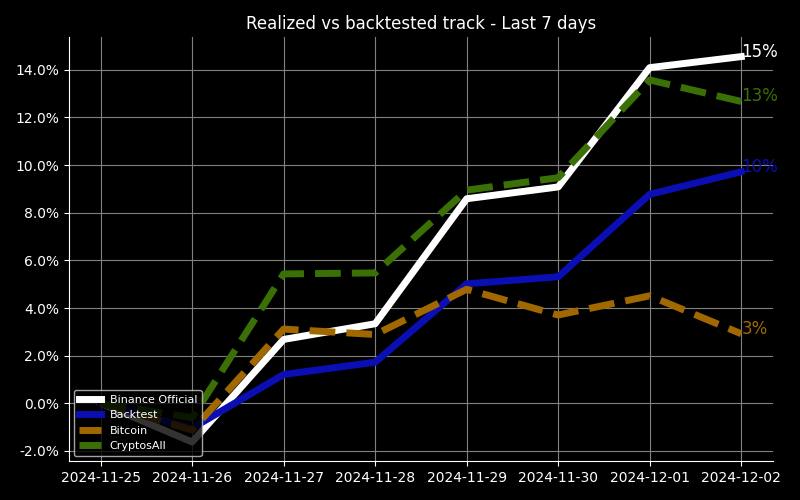 Realized vs backtested track - Last 7 days
15%
14.0%
13%
12.0%
10.0%
10%
8.0%
6.0%
4.0%
3%
2.0%
0.0%
-2.0%
Binance Official
Backtest
Bitcoin
CryptosAll
2024-11-25 2024-11-26 2024-11-27 2024-11-28 2024-11-29 2024-11-30 2024-12-01 2024-12-02